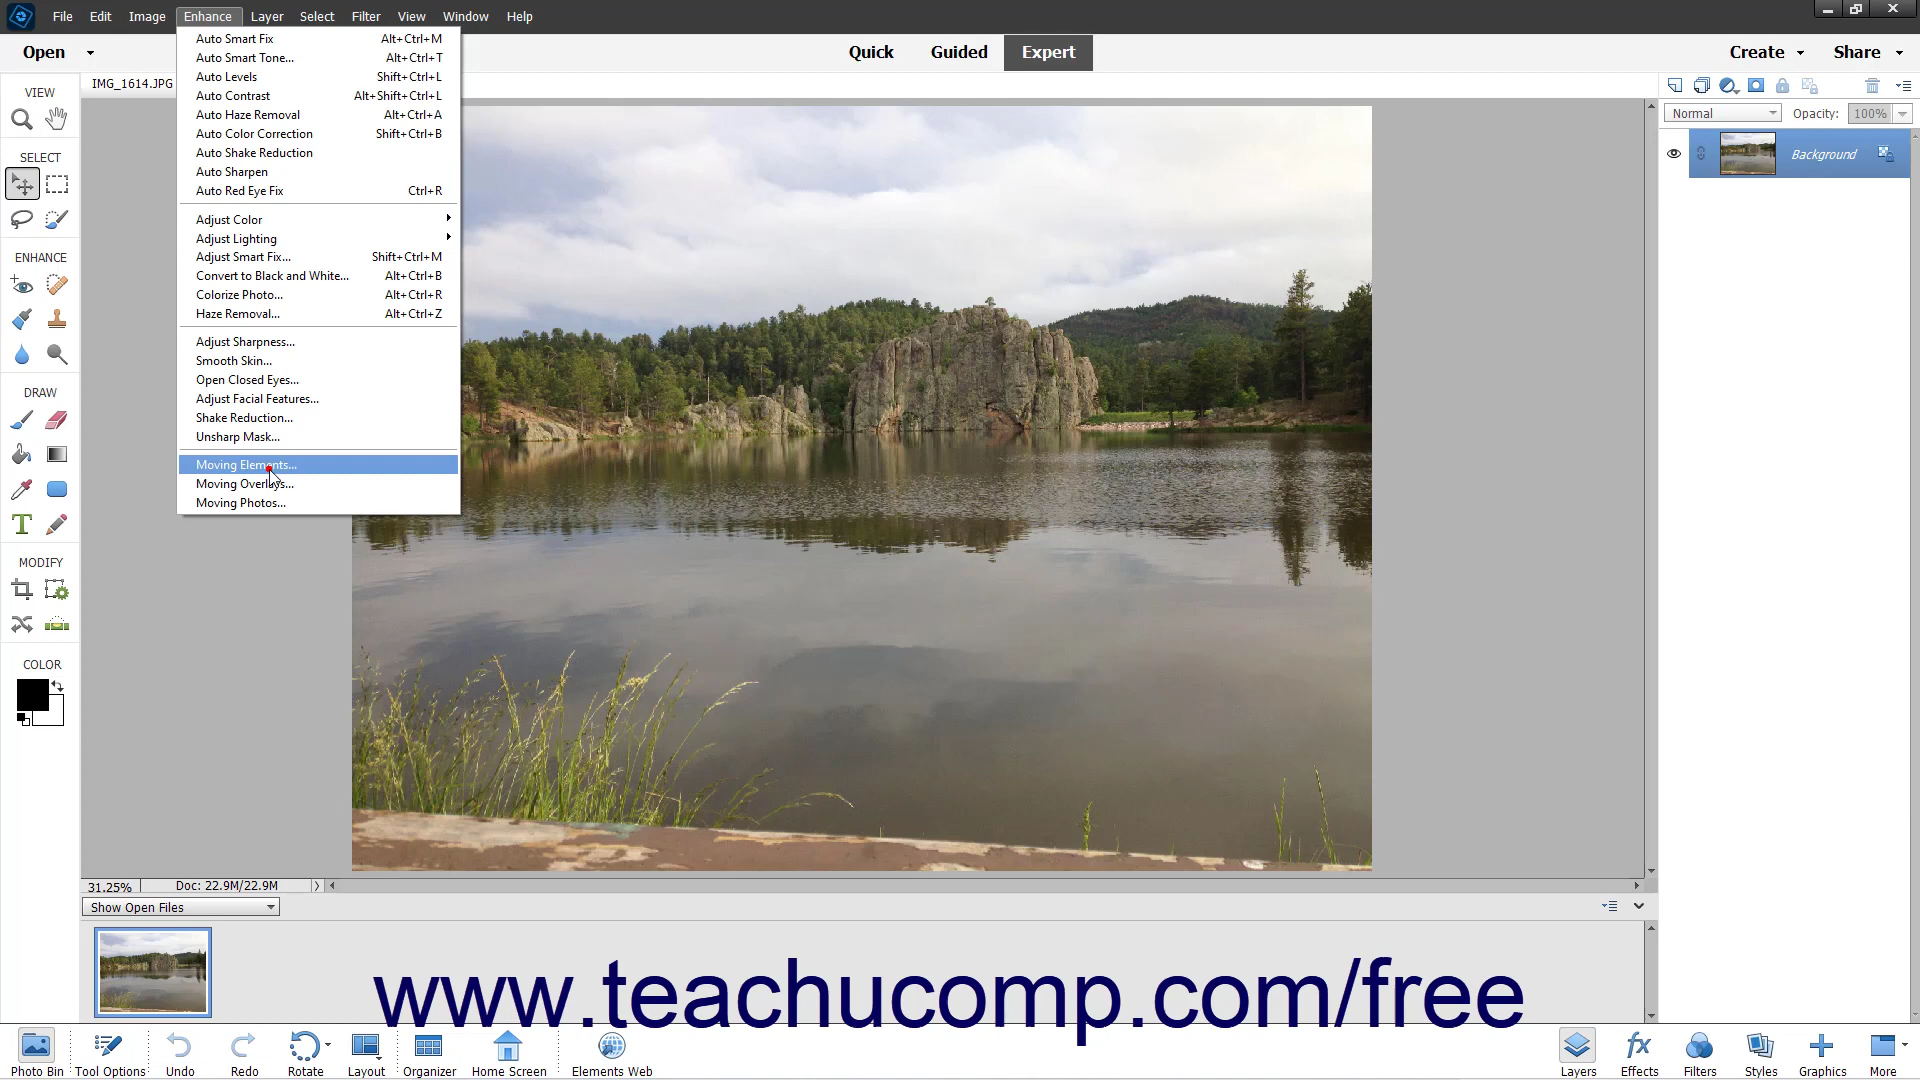 File Edit Image Enhance Layer Select Filter View Window Help
Open Quick Guided Expert Create Share
IMG_1614.JPG
Auto Smart Fix Alt+Ctrl+M
Auto Smart Tone... Alt+Ctrl+T
Auto Levels Shift+Ctrl+L
Auto Contrast Alt+Shift+Ctrl+L
Auto Haze Removal Alt+Ctrl+A
Auto Color Correction Shift+Ctrl+B
Auto Shake Reduction
Auto Sharpen
Auto Red Eye Fix Ctrl+R
Adjust Color
Adjust Lighting
Adjust Smart Fix... Shift+Ctrl+M
Convert to Black and White... Alt+Ctrl+B
Colorize Photo... Alt+Ctrl+R
Haze Removal... Alt+Ctrl+Z
Adjust Sharpness...
Smooth Skin...
Open Closed Eyes...
Adjust Facial Features...
Shake Reduction...
Unsharp Mask...
Moving Elements...
Moving Overlays...
Moving Photos...
VIEW
SELECT
ENHANCE
DRAW
T
MODIFY
COLOR
Normal Opacity: 100%
Background
31.25% Doc: 22.9M/22.9M
Show Open Files
www.teachucomp.com/free
fx
Photo Bin Tool Options Undo Redo Rotate Layout Organizer Home Screen Elements Web Layers Effects Filters Styles Graphics More